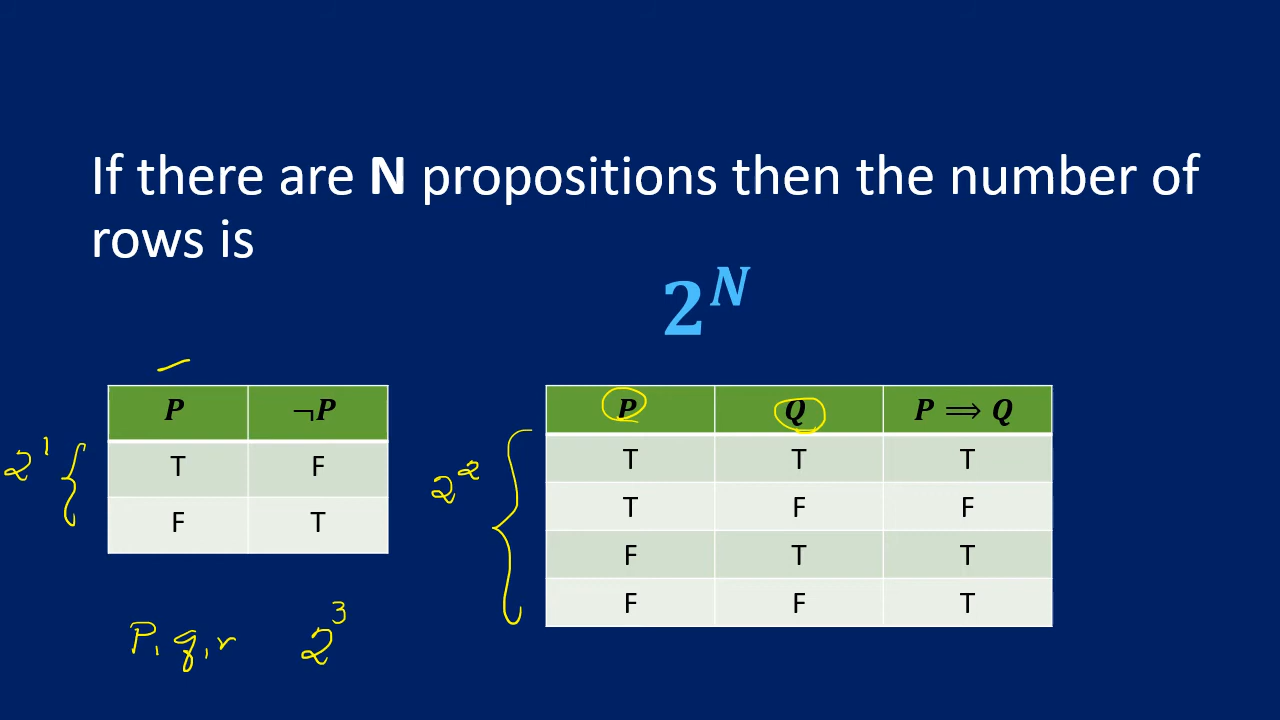 If there are N propositions then the number of
rows is
2^N
P ¬P
T F
F T
2^1
P Q P ⟹ Q
T T T
T F F
F T T
F F T
2^2
P, q, r 2^3